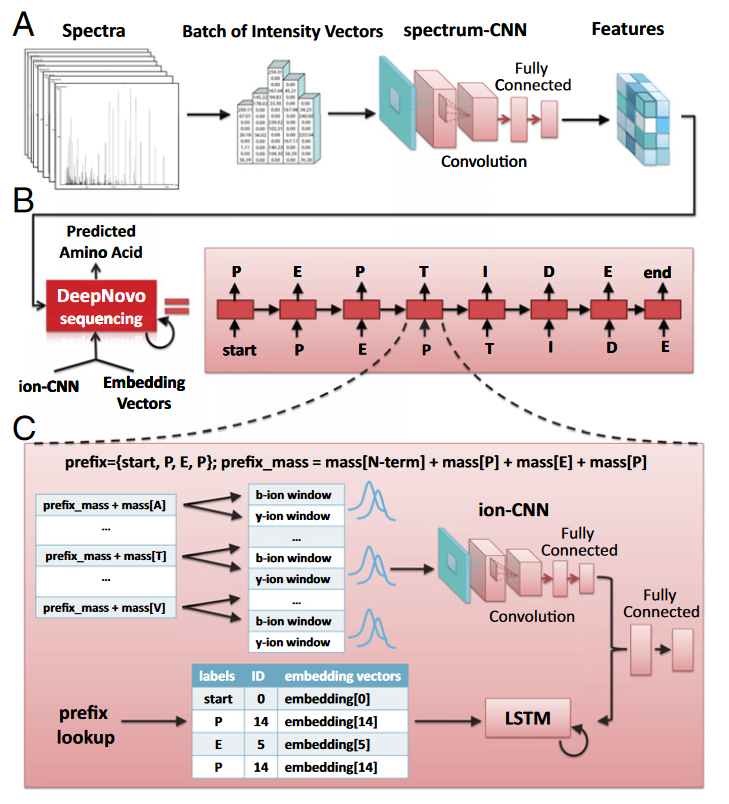 A
Spectra
Batch of Intensity Vectors
spectrum-CNN
Features
Fully
Connected
Convolution
B
Predicted
Amino Acid
DeepNovo
sequencing
=
ion-CNN
Embedding
Vectors
P E P T I D E end
start P E P T I D E
C
prefix={start, P, E, P}; prefix_mass = mass[N-term] + mass[P] + mass[E] + mass[P]
prefix_mass + mass[A]
...
prefix_mass + mass[T]
...
prefix_mass + mass[V]
b-ion window
y-ion window
...
b-ion window
y-ion window
...
b-ion window
y-ion window
ion-CNN
Fully
Connected
Convolution
Fully
Connected
prefix
lookup
labels ID embedding vectors
start 0 embedding[0]
P 14 embedding[14]
E 5 embedding[5]
P 14 embedding[14]
LSTM